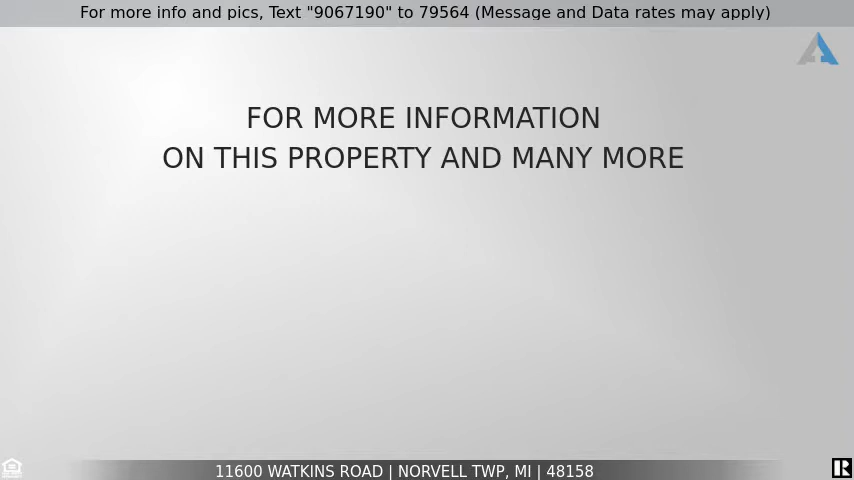 For more info and pics, Text "9067190" to 79564 (Message and Data rates may apply)
FOR MORE INFORMATION
ON THIS PROPERTY AND MANY MORE
11600 WATKINS ROAD | NORVELL TWP, MI | 48158